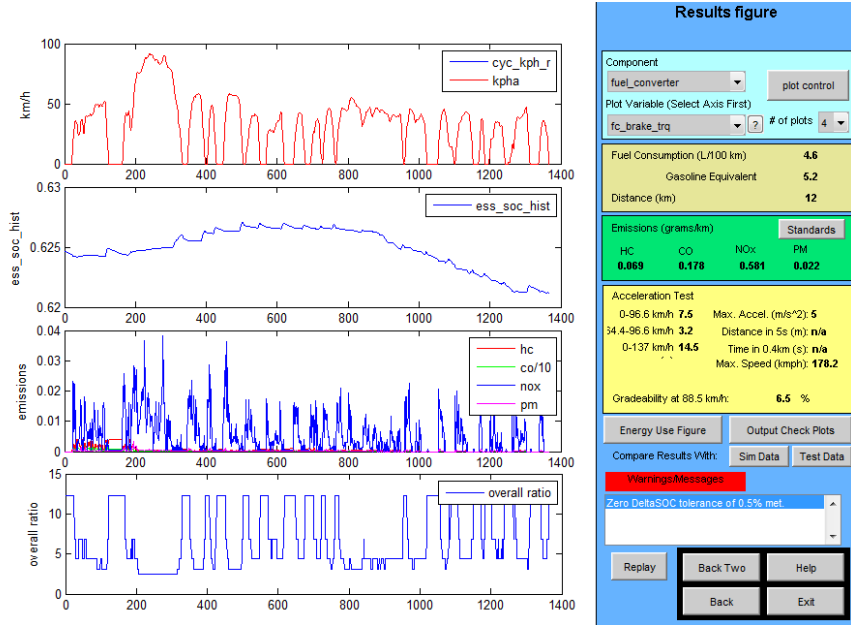 Results figure
100
50
0
km/h
cyc_kph_r
kpha
0 200 400 600 800 1000 1200 1400
0.63
0.625
0.62
ess_soc_hist
ess_soc_hist
0 200 400 600 800 1000 1200 1400
0.04
0.03
0.02
0.01
0
emissions
hc
co/10
nox
pm
0 200 400 600 800 1000 1200 1400
15
10
5
0
overall ratio
overall ratio
0 200 400 600 800 1000 1200 1400
Component
fuel_converter
plot control
Plot Variable (Select Axis First)
fc_brake_trq ? # of plots 4
Fuel Consumption (L/100 km) 4.6
Gasoline Equivalent 5.2
Distance (km) 12
Emissions (grams/km) Standards
HC CO NOx PM
0.069 0.178 0.581 0.022
Acceleration Test
0-96.6 km/h 7.5 Max. Accel. (m/s^2): 5
64.4-96.6 km/h 3.2 Distance in 5s (m): n/a
0-137 km/h 14.5 Time in 0.4km (s): n/a
Max. Speed (kmph): 178.2
Gradeability at 88.5 km/h: 6.5 %
Energy Use Figure Output Check Plots
Compare Results With: Sim Data Test Data
Warnings/Messages
Zero DeltaSOC tolerance of 0.5% met.
Replay Back Two Help
Back Exit